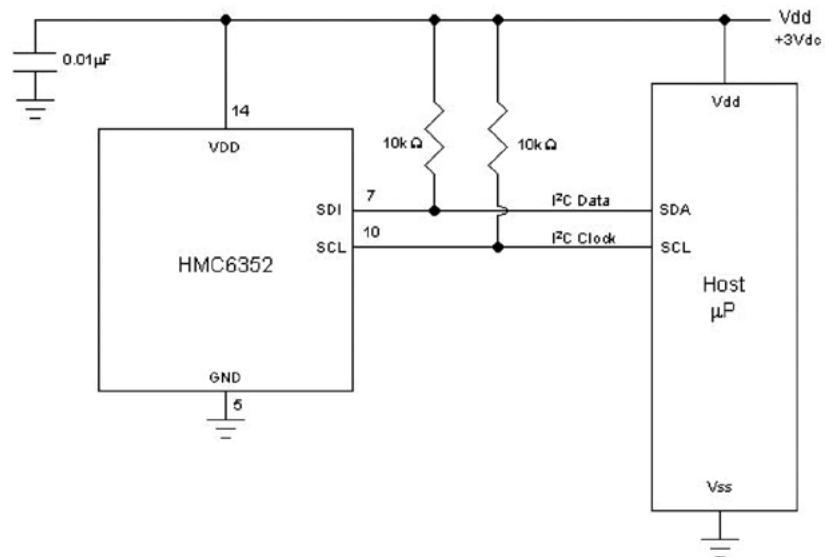 Vdd
+3Vdc
0.01µF
14
VDD
Vdd
10kΩ
10kΩ
7
I²C Data
SDI
SDA
10
I²C Clock
SCL
SCL
HMC6352
Host
µP
GND
5
Vss